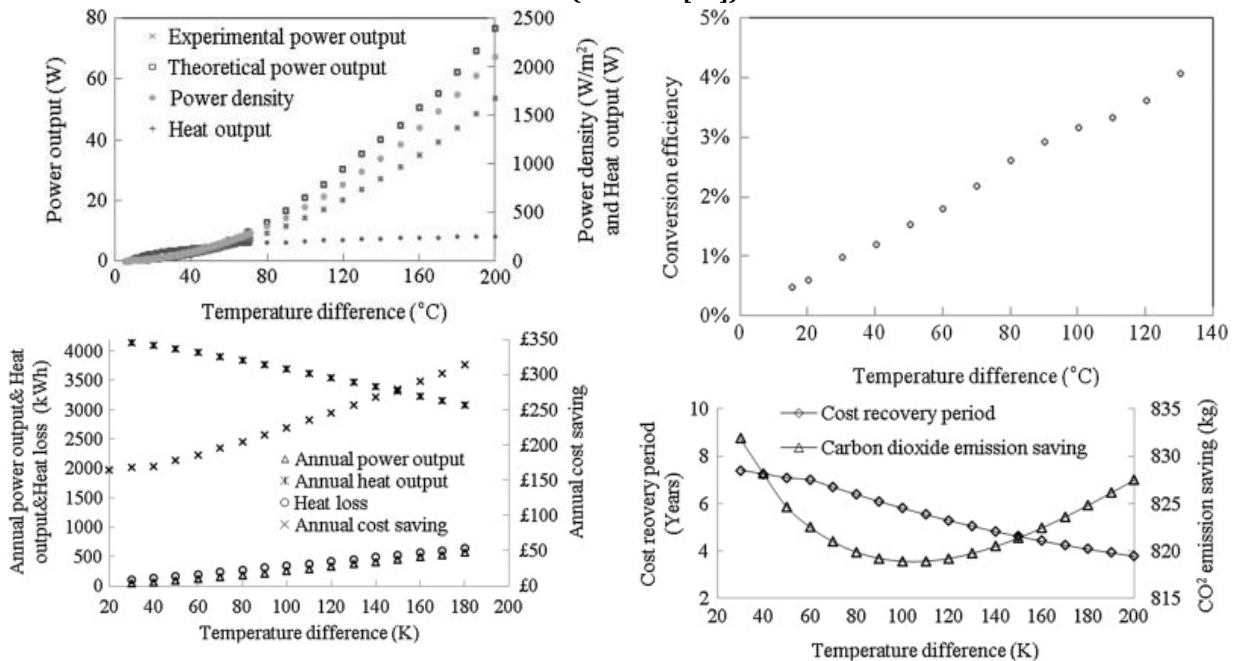 80
60
40
20
0
Power output (W)
× Experimental power output
Theoretical power output
Power density
+ Heat output
2500
2000
1500
1000
500
0
Power density (W/m²)
and Heat output (W)
0 40 80 120 160 200
Temperature difference (°C)
5%
4%
3%
2%
1%
0%
Conversion efficiency
0 20 40 60 80 100 120 140
Temperature difference (°C)
4000
3500
3000
2500
2000
1500
1000
500
0
Annual power output& Heat
output&Heat loss (kWh)
Annual power output
Annual heat output
Heat loss
Annual cost saving
£350
£300
£250
£200
£150
£100
£50
£0
Annual cost saving
20 40 60 80 100 120 140 160 180 200
Temperature difference (K)
10
8
6
4
2
Cost reovery period
(Years)
Cost recovery period
Carbon dioxide emission saving
835
830
825
820
815
CO² emission saving (kg)
20 40 60 80 100 120 140 160 180 200
Temperature difference (K)